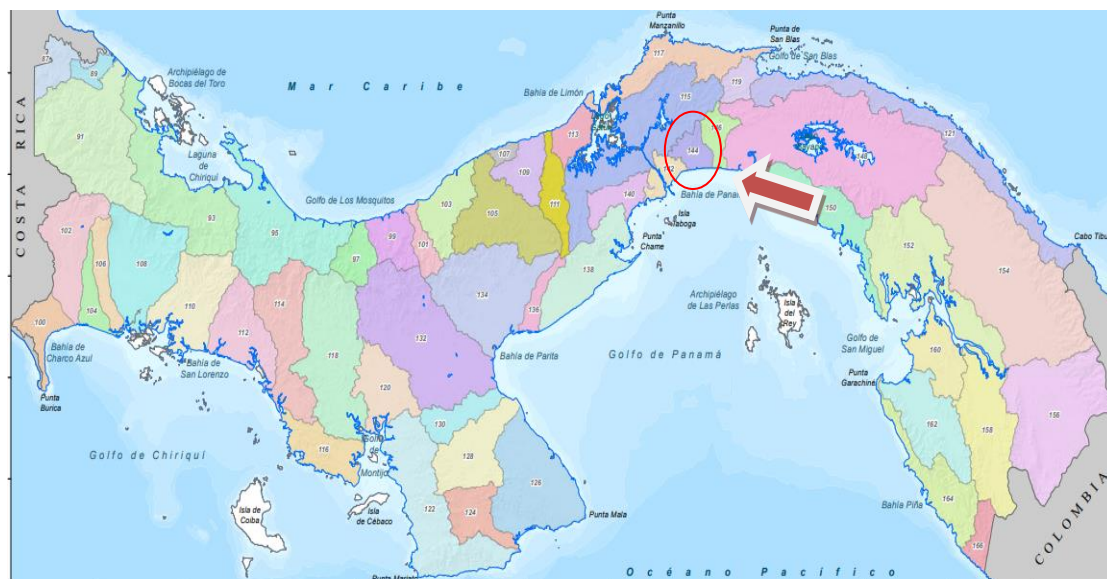 Punta
Manzanillo
Punta de
San Blas
Golfo de San Blas
Archipiélago de
Bocas del Toro
Mar Caribe
Bahía de Limón
COSTA RICA
Laguna
de
Chiriquí
Golfo de Los Mosquitos
87
89
91
93
95
97
99
101
103
105
107
109
111
113
115
117
119
121
140
144
148
150
152
154
Bahía de Panam
Isla
Taboga
Punta
Chame
138
136
134
132
102
106
104
108
100
110
112
114
118
120
116
130
128
126
124
122
Archipiélago
de Las Perlas
Isla
del
Rey
Cabo Tibu
Golfo de
San Miguel
Punta
Garachiné
160
162
158
156
164
166
Bahía de
Charco Azul
Punta
Burica
Bahía de
San Lorenzo
Bahía de Parita
Golfo de Panamà
Golfo de Chiriquí
Golfo
de
Montijo
Isla de
Coiba
Isla
de Cébaco
Punta Mala
Bahía Piña
COLOMBIA
Océano Pacífico